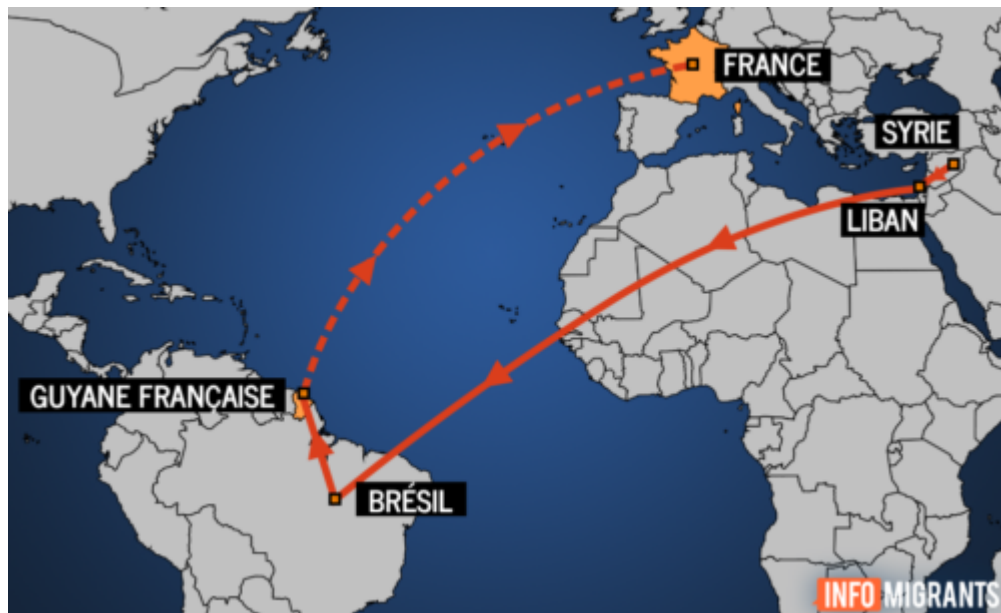 FRANCE
SYRIE
LIBAN
GUYANE FRANÇAISE
BRÉSIL
INFO MIGRANTS